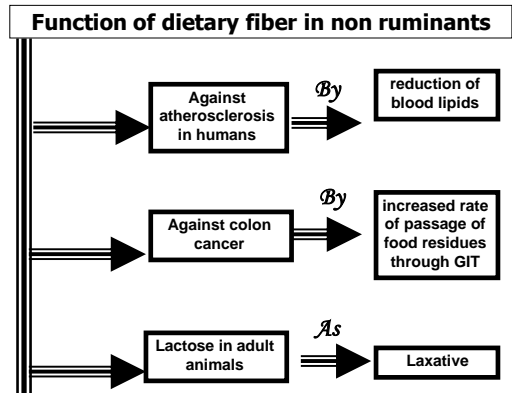 Function of dietary fiber in non ruminants
Against
atherosclerosis
in humans
By
reduction of
blood lipids
Against colon
cancer
By
increased rate
of passage of
food residues
through GIT
Lactose in adult
animals
As
Laxative